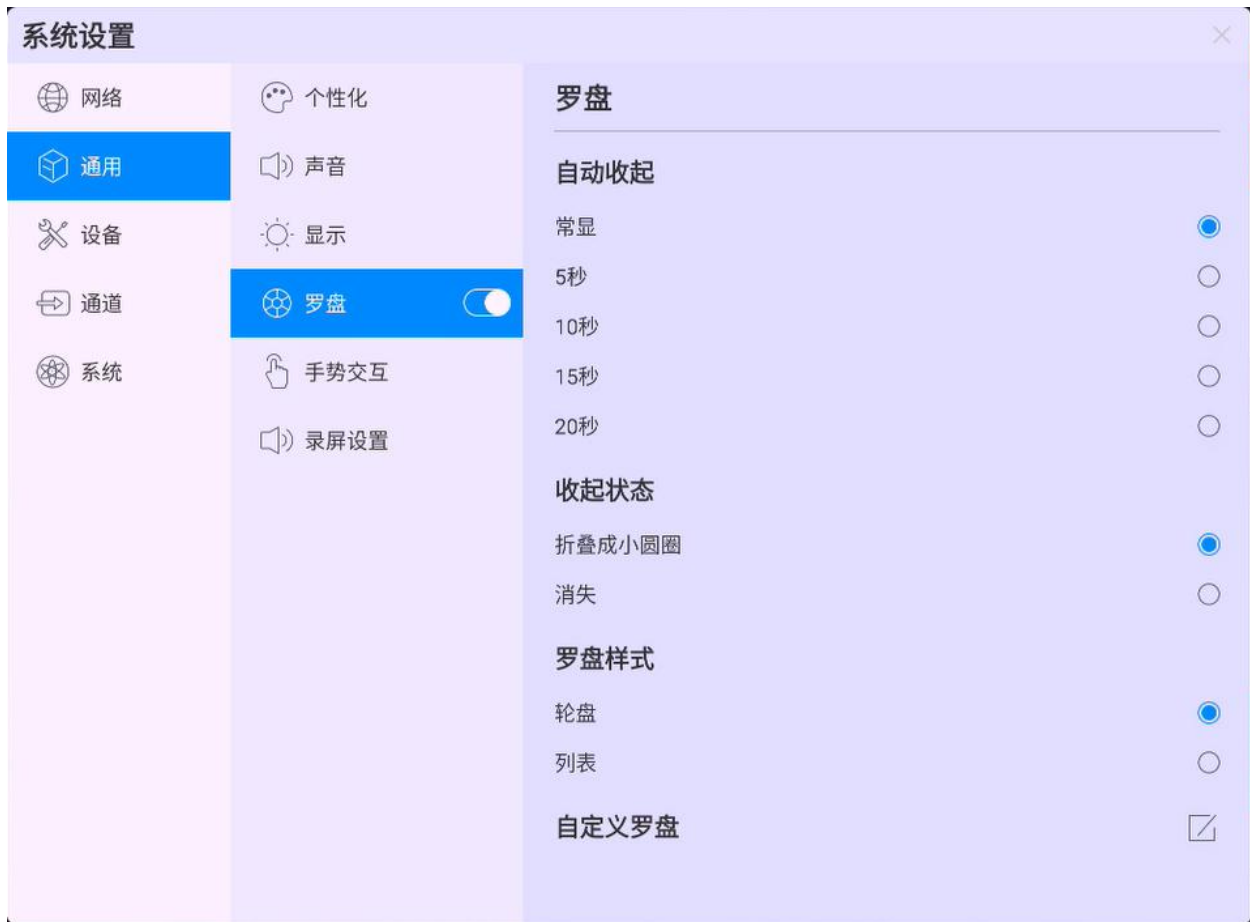 系统设置
网络
通用
设备
通道
系统
个性化
声音
显示
罗盘
手势交互
录屏设置
罗盘
自动收起
常显
5秒
10秒
15秒
20秒
收起状态
折叠成小圆圈
消失
罗盘样式
轮盘
列表
自定义罗盘